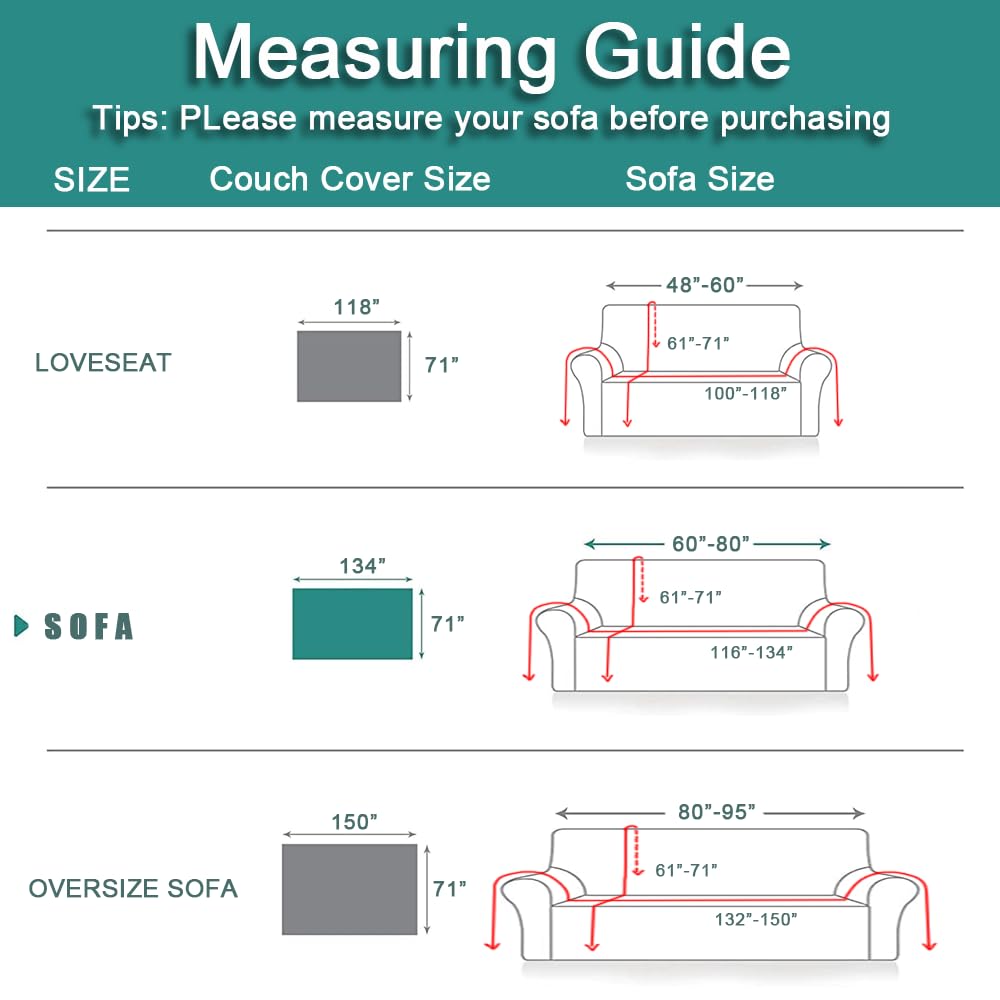 Measuring Guide
Tips: PLease measure your sofa before purchasing
SIZE Couch Cover Size Sofa Size
118” 48”-60”
LOVESEAT 71” 61”-71”
100”-118”
134” 60”-80”
SOFA 71” 61”-71”
116”-134”
150” 80”-95”
OVERSIZE SOFA 71” 61”-71”
132”-150”